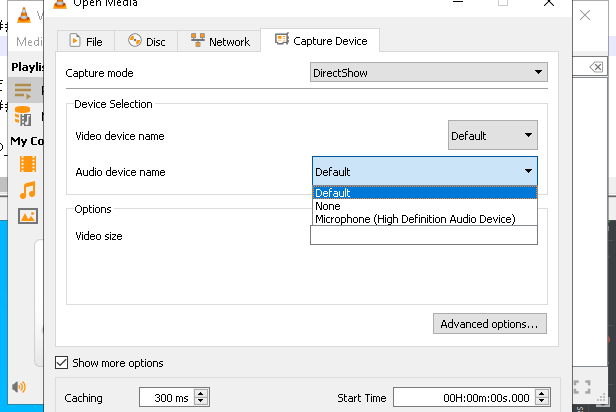 Open Media
V
Medi
File
Disc
Network
Capture Device
Playlis
Capture mode
DirectShow
Device Selection
Video device name
Default
My Co
Audio device name
Default
Default
None
Microphone (High Definition Audio Device)
Options
Video size
Advanced options...
Show more options
Caching
300 ms
Start Time
00H:00m:00s.000